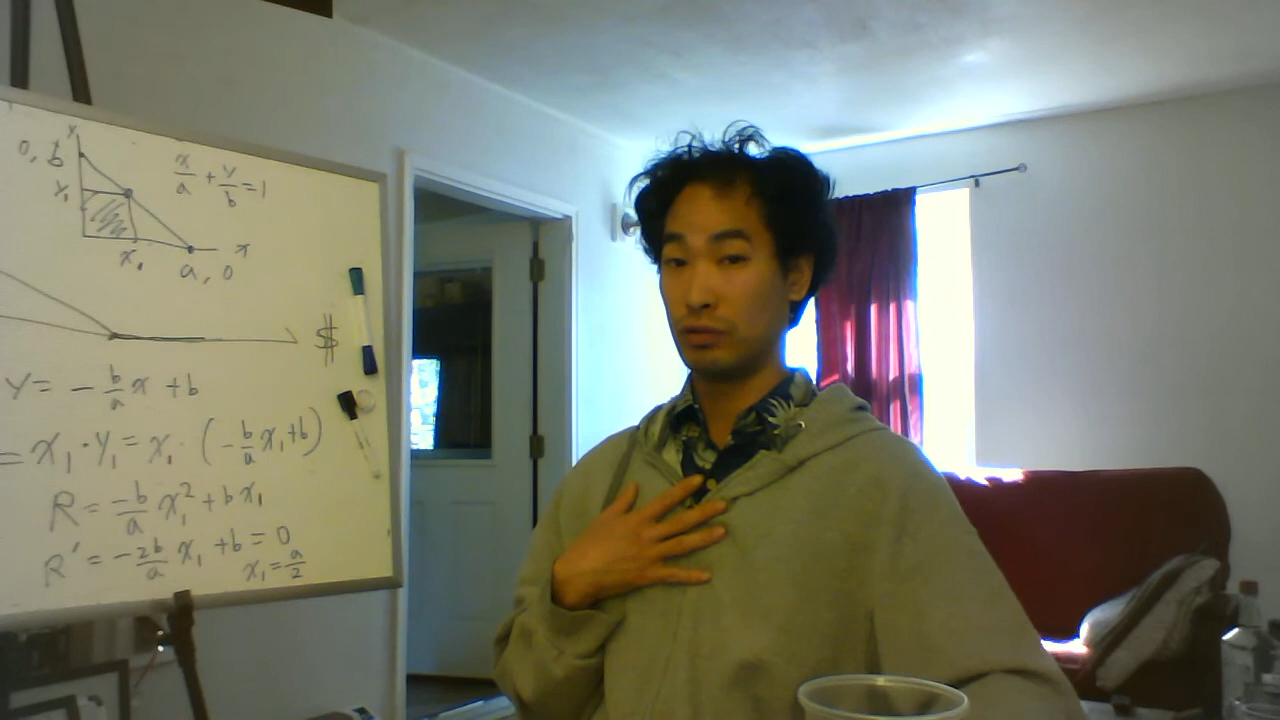 y
0, b
x/a + y/b = 1
y₁
x
x₁
a, 0
$
y = - b/a x + b
= x₁ · y₁ = x₁ · (- b/a x₁ + b)
R = -b/a x₁² + b x₁
R' = -2b/a x₁ + b = 0
x₁ = a/2